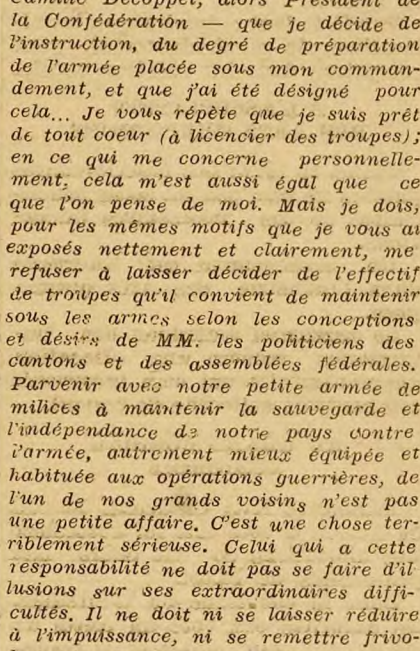 Camille Decoppet, alors Président de
la Confédération — que je décide de
l'instruction, du degré de préparation
de l'armée placée sous mon comman-
dement, et que j'ai été désigné pour
cela... Je vous répète que je suis prêt
de tout coeur (à licencier des troupes);
en ce qui me concerne personnelle-
ment, cela m'est aussi égal que ce
que l'on pense de moi. Mais je dois,
pour les mêmes motifs que je vous ai
exposés nettement et clairement, me
refuser à laisser décider de l'effectif
de troupes qu'il convient de maintenir
sous les armes selon les conceptions
et désirs de MM. les politiciens des
cantons et des assemblées fédérales.
Parvenir avec notre petite armée de
milices à maintenir la sauvegarde et
l'indépendance de notre pays contre
l'armée, autrement mieux équipée et
habituée aux opérations guerrières, de
l'un de nos grands voisins n'est pas
une petite affaire. C'est une chose ter-
riblement sérieuse. Celui qui a cette
responsabilité ne doit pas se faire d'il
lusions sur ses extraordinaires diffi-
cultés. Il ne doit ni se laisser réduire
à l'impuissance, ni se remettre frivo-